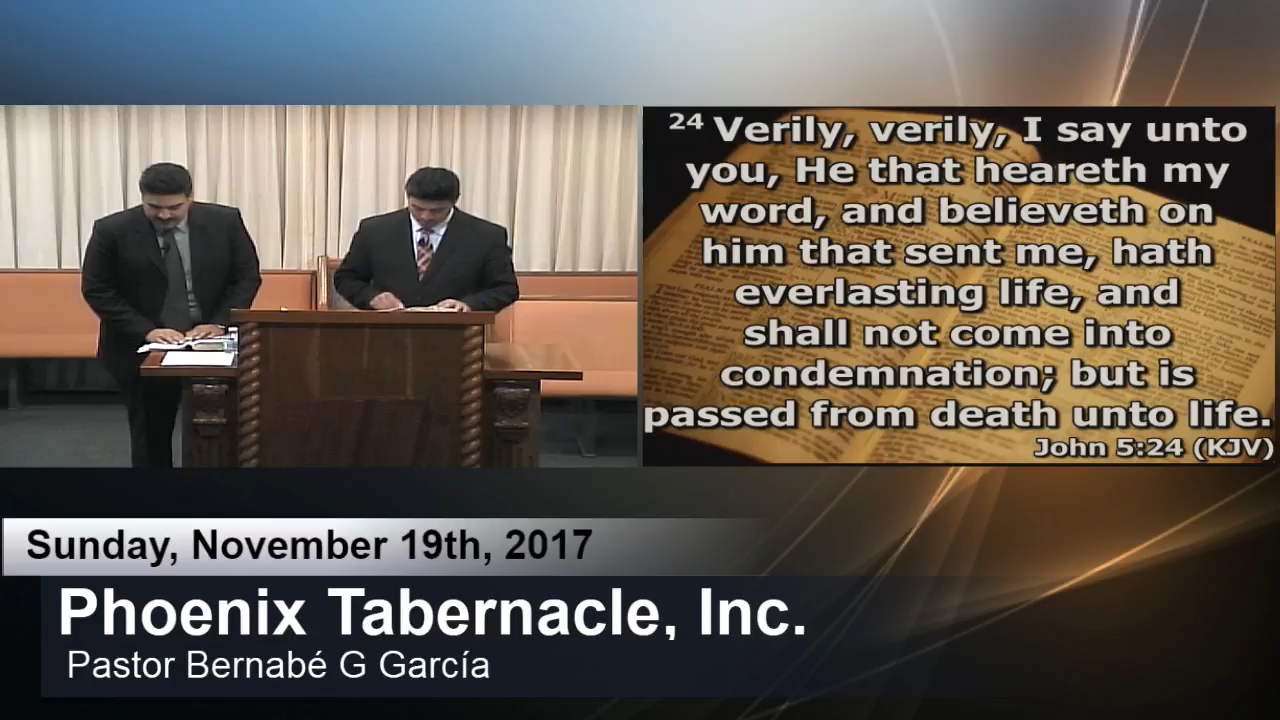 24 Verily, verily, I say unto
you, He that heareth my
word, and believeth on
him that sent me, hath
everlasting life, and
shall not come into
condemnation; but is
passed from death unto life.
John 5:24 (KJV)
Sunday, November 19th, 2017
Phoenix Tabernacle, Inc.
Pastor Bernabé G García